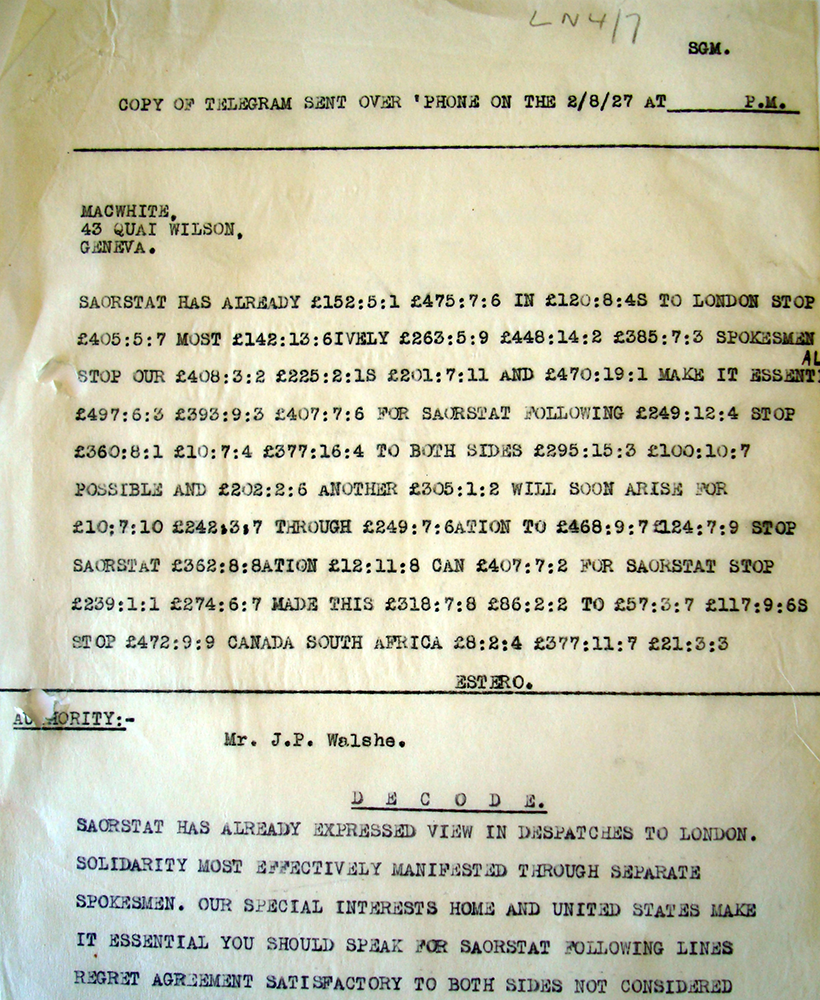 LN4/7
SGM.
COPY OF TELEGRAM SENT OVER 'PHONE ON THE 2/8/27 AT______ P.M.
MACWHITE,
43 QUAI WILSON,
GENEVA.
SAORSTAT HAS ALREADY £152:5:1 £475:7:6 IN £120:8:4S TO LONDON STOP
£405:5:7 MOST £142:13:6IVELY £263:5:9 £448:14:2 £385:7:3 SPOKESMEN
STOP OUR £408:3:2 £225:2:1S £201:7:11 AND £470:19:1 MAKE IT ESSENTIAL
£497:6:3 £393:9:3 £407:7:6 FOR SAORSTAT FOLLOWING £249:12:4 STOP
£360:8:1 £10:7:4 £377:16:4 TO BOTH SIDES £295:15:3 £100:10:7
POSSIBLE AND £202:2:6 ANOTHER £305:1:2 WILL SOON ARISE FOR
£10:7:10 £242:3:7 THROUGH £249:7:6ATION TO £468:9:7 £124:7:9 STOP
SAORSTAT £362:8:8ATION £12:11:8 CAN £407:7:2 FOR SAORSTAT STOP
£239:1:1 £274:6:7 MADE THIS £318:7:8 £86:2:2 TO £57:3:7 £117:9:6S
STOP £472:9:9 CANADA SOUTH AFRICA £8:2:4 £377:11:7 £21:3:3
ESTERO.
AUTHORITY:-
Mr. J.P. Walshe.
D E C O D E.
SAORSTAT HAS ALREADY EXPRESSED VIEW IN DESPATCHES TO LONDON.
SOLIDARITY MOST EFFECTIVELY MANIFESTED THROUGH SEPARATE
SPOKESMEN. OUR SPECIAL INTERESTS HOME AND UNITED STATES MAKE
IT ESSENTIAL YOU SHOULD SPEAK FOR SAORSTAT FOLLOWING LINES
REGRET AGREEMENT SATISFACTORY TO BOTH SIDES NOT CONSIDERED